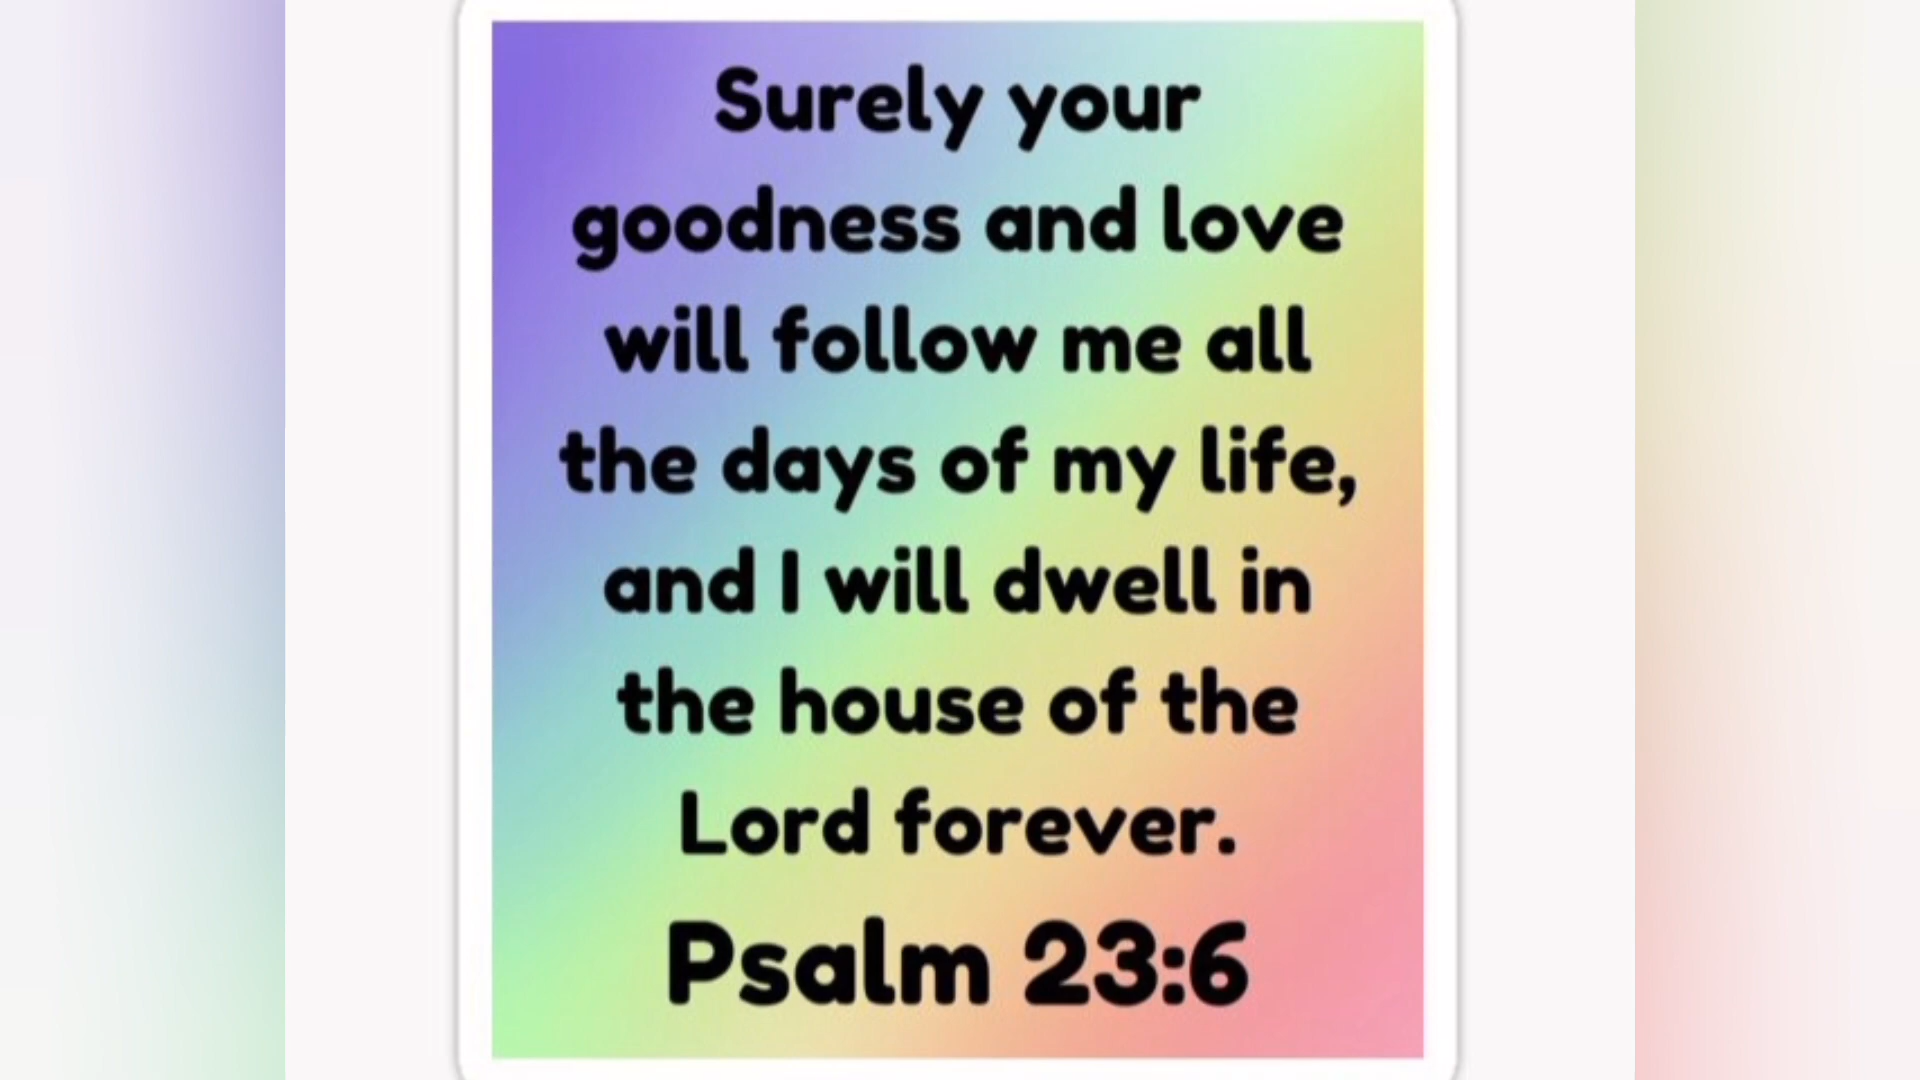 Surely your
goodness and love
will follow me all
the days of my life,
and I will dwell in
the house of the
Lord forever.
Psalm 23:6